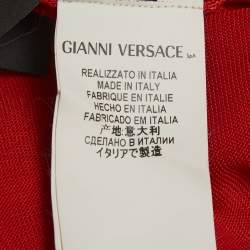 GIANNI VERSACE SpA
REALIZZATO IN ITALIA
MADE IN ITALY
FABRIQUE EN ITALIE
HECHO EN ITALIA
FABRICADO EM ITALIA
产地:意大利
СДЕЛАНО В ИТАЛИИ
イタリアで製造